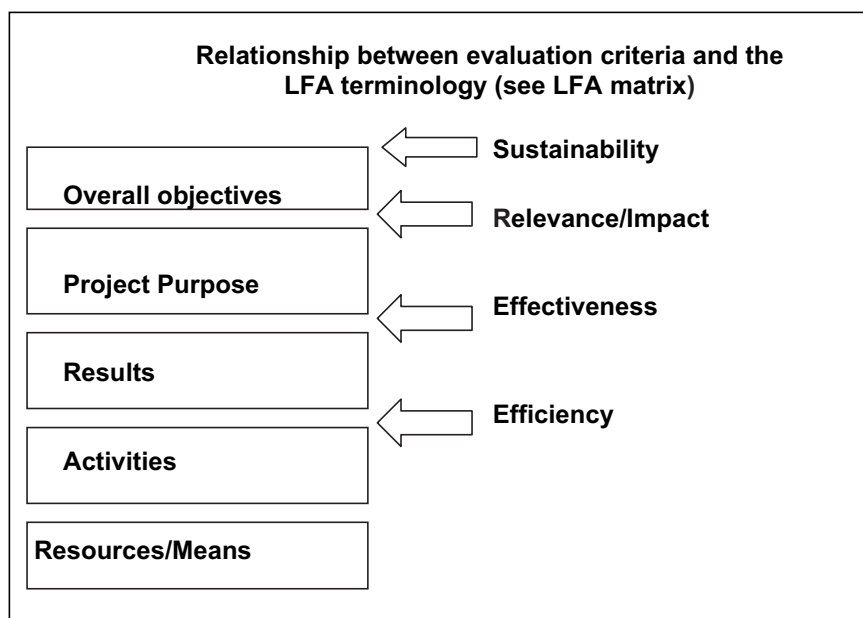 Relationship between evaluation criteria and the
LFA terminology (see LFA matrix)
Sustainability
Overall objectives
Relevance/Impact
Project Purpose
Effectiveness
Results
Efficiency
Activities
Resources/Means